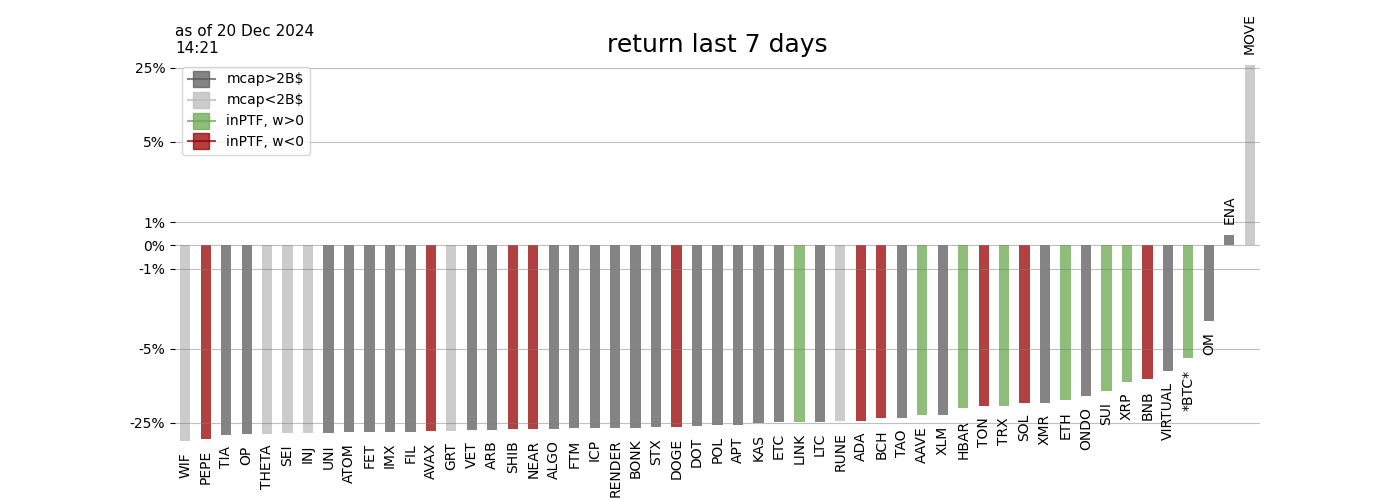 as of 20 Dec 2024
14:21
return last 7 days
MOVE
25%
mcap>2B$
mcap<2B$
inPTF, w>0
inPTF, w<0
5%
1%
ENA
0%
-1%
-5%
OM
-25%
WIF
PEPE
TIA
OP
THETA
SEI
INJ
UNI
ATOM
FET
IMX
FIL
AVAX
GRT
VET
ARB
SHIB
NEAR
ALGO
FTM
ICP
RENDER
BONK
STX
DOGE
DOT
POL
APT
KAS
ETC
LINK
LTC
RUNE
ADA
BCH
TAO
AAVE
XLM
HBAR
TON
TRX
SOL
XMR
ETH
ONDO
SUI
XRP
BNB
VIRTUAL
*BTC*